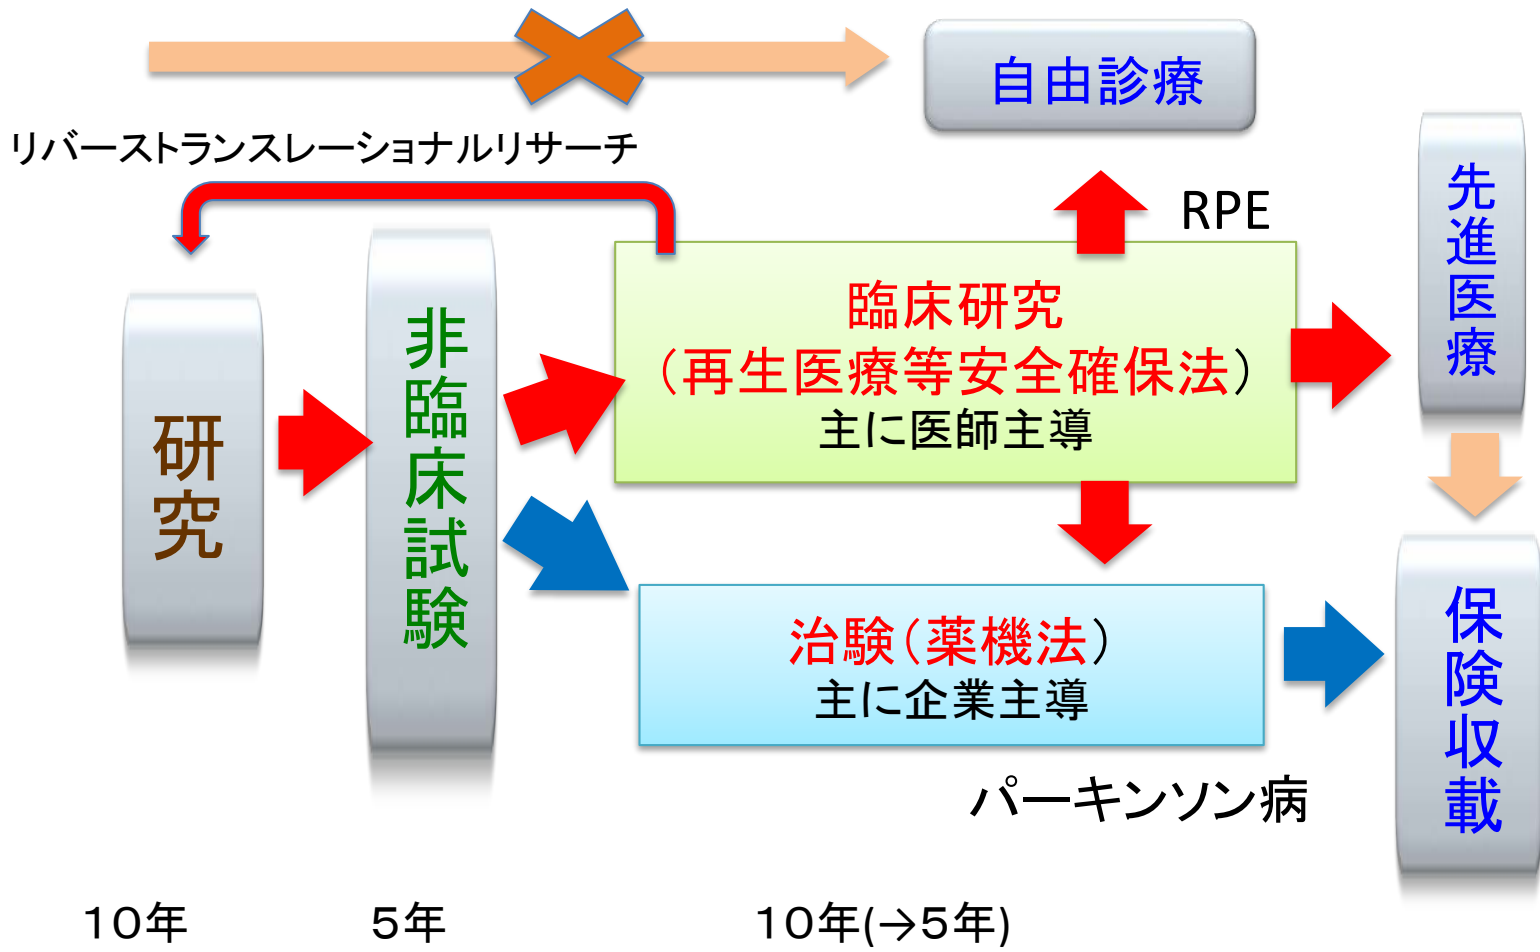 自由診療
リバーストランスレーショナルリサーチ
RPE
先進医療
研究
非臨床試験
臨床研究
（再生医療等安全確保法）
主に医師主導
治験（薬機法）
主に企業主導
保険収載
パーキンソン病
１０年
５年
１０年(→５年)